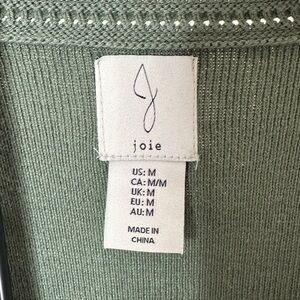 joie
US: M
CA: M/M
UK: M
EU: M
AU: M
MADE IN
CHINA